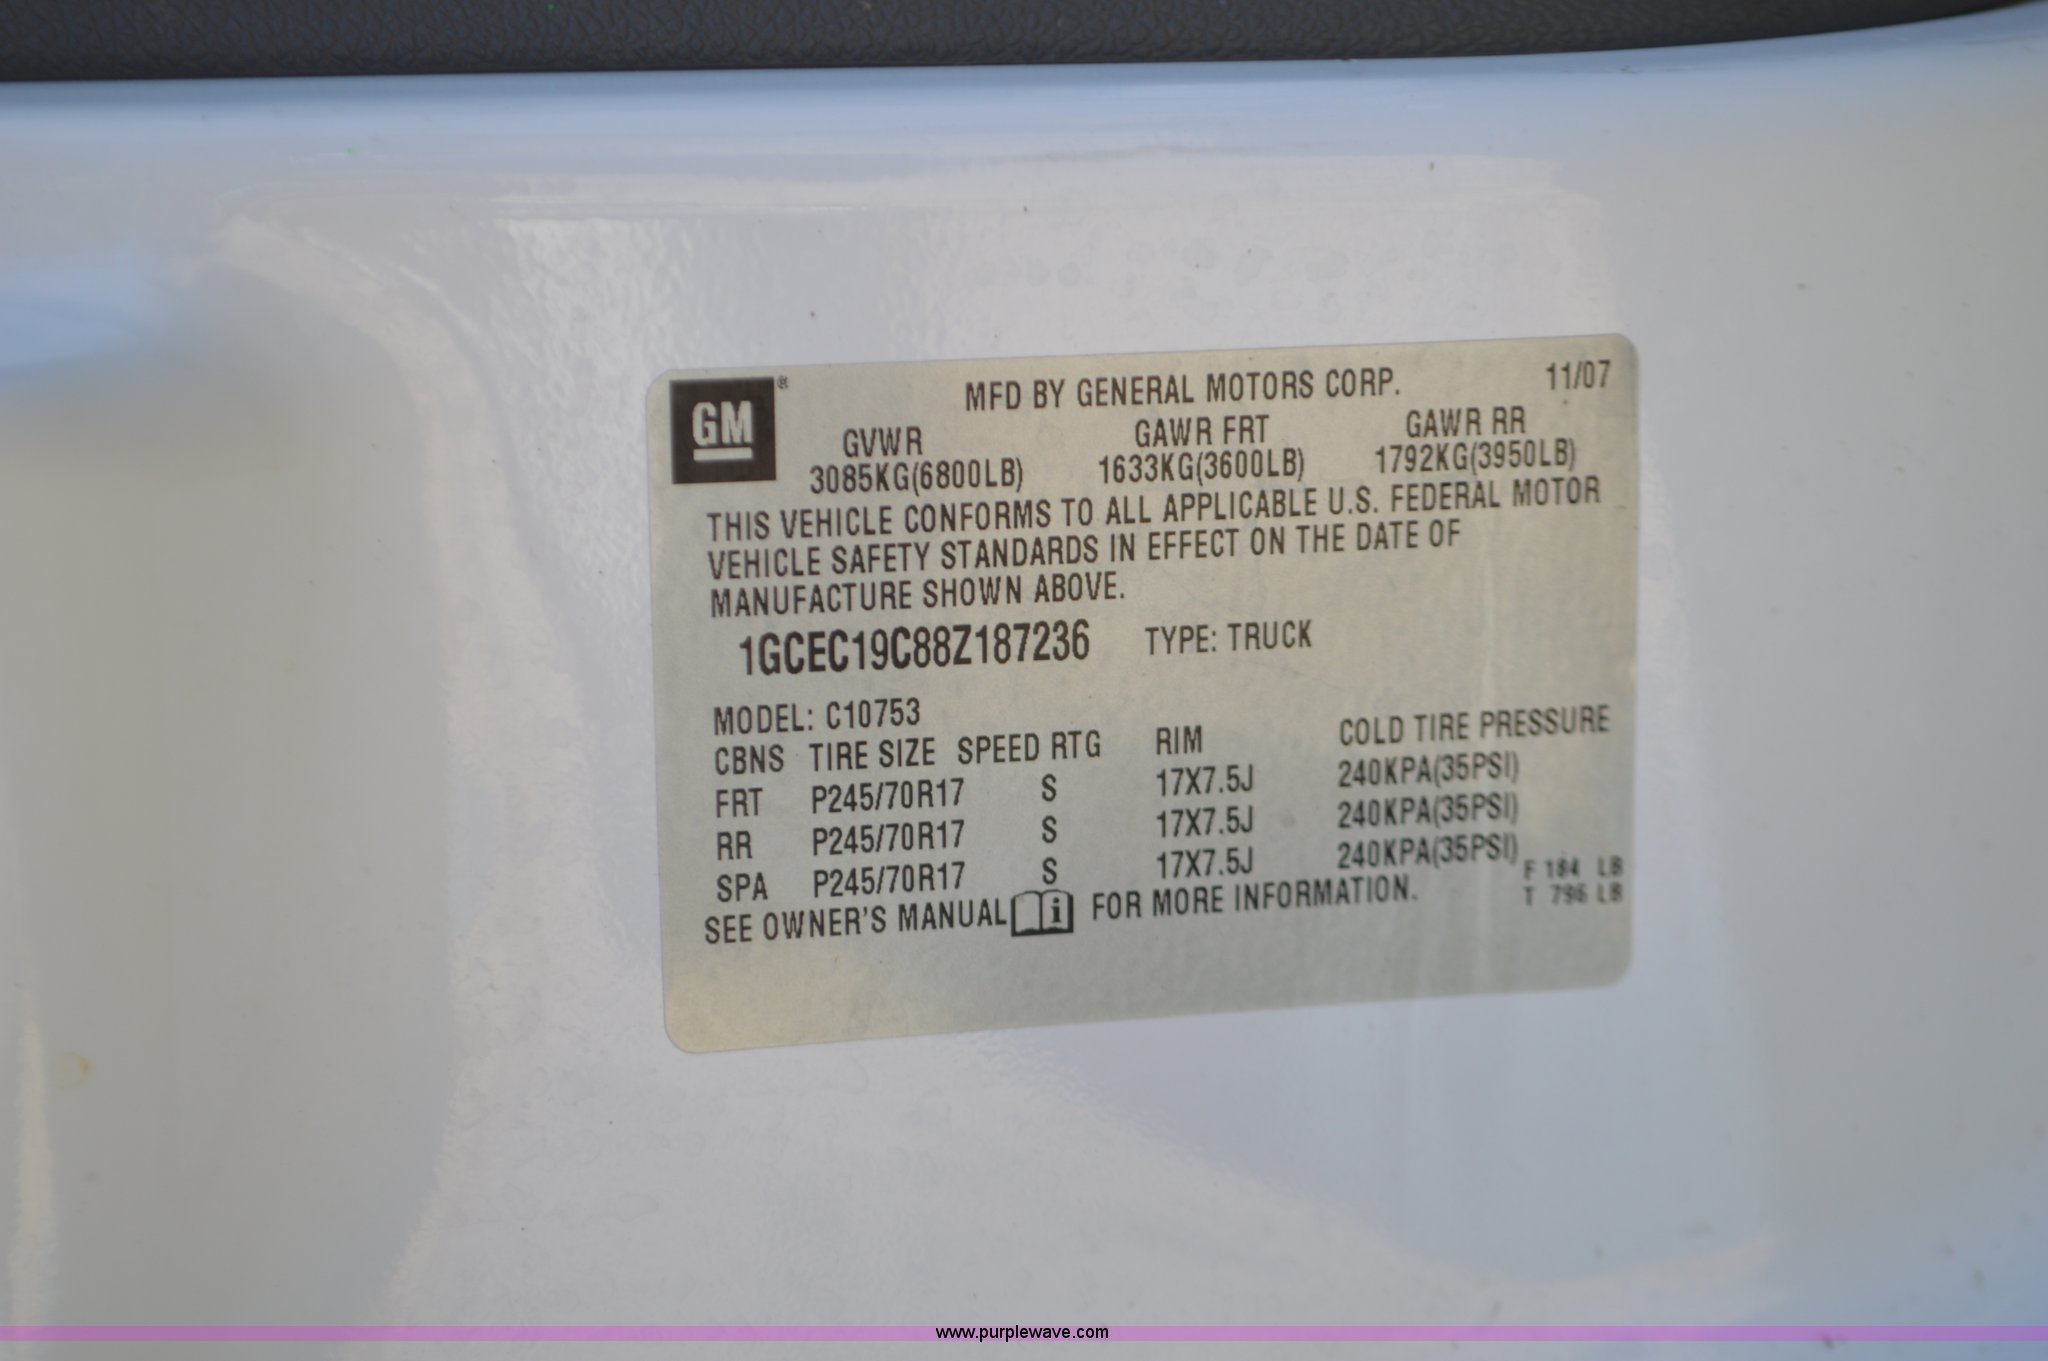 GM ®
MFD BY GENERAL MOTORS CORP. 11/07
GVWR GAWR FRT GAWR RR
3085KG(6800LB) 1633KG(3600LB) 1792KG(3950LB)
THIS VEHICLE CONFORMS TO ALL APPLICABLE U.S. FEDERAL MOTOR
VEHICLE SAFETY STANDARDS IN EFFECT ON THE DATE OF
MANUFACTURE SHOWN ABOVE.
1GCEC19C88Z187236 TYPE: TRUCK
MODEL: C10753
CBNS TIRE SIZE SPEED RTG RIM COLD TIRE PRESSURE
FRT P245/70R17 S 17X7.5J 240KPA(35PSI)
RR P245/70R17 S 17X7.5J 240KPA(35PSI)
SPA P245/70R17 S 17X7.5J 240KPA(35PSI)
F 184 LB
T 796 LB
SEE OWNER'S MANUAL i FOR MORE INFORMATION.
www.purplewave.com